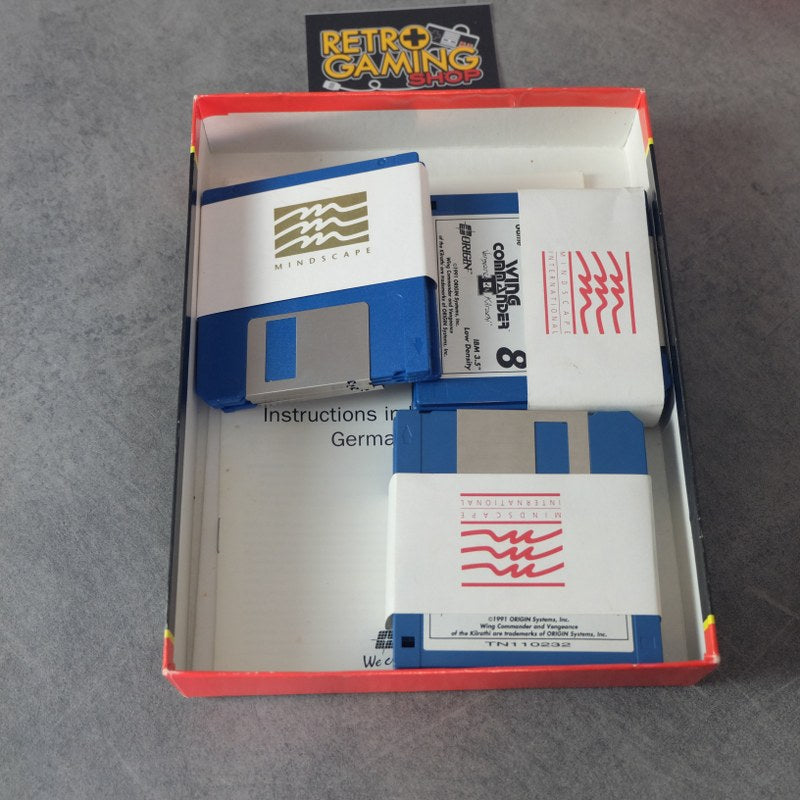 RETRO
GAMING
SHOP
MINDSCAPE
ORIGIN
WING
COMMANDER
II
Vengeance of the Kilrathi
IBM 3.5"
Low Density
8
©1991 ORIGIN Systems, Inc.
Wing Commander and Vengeance
of the Kilrathi are trademarks of ORIGIN Systems, Inc.
MINDSCAPE
INTERNATIONAL
Instructions in
Germa
MINDSCAPE
INTERNATIONAL
©1991 ORIGIN Systems, Inc.
Wing Commander and Vengeance
of the Kilrathi are trademarks of ORIGIN Systems, Inc.
TN110232
We c